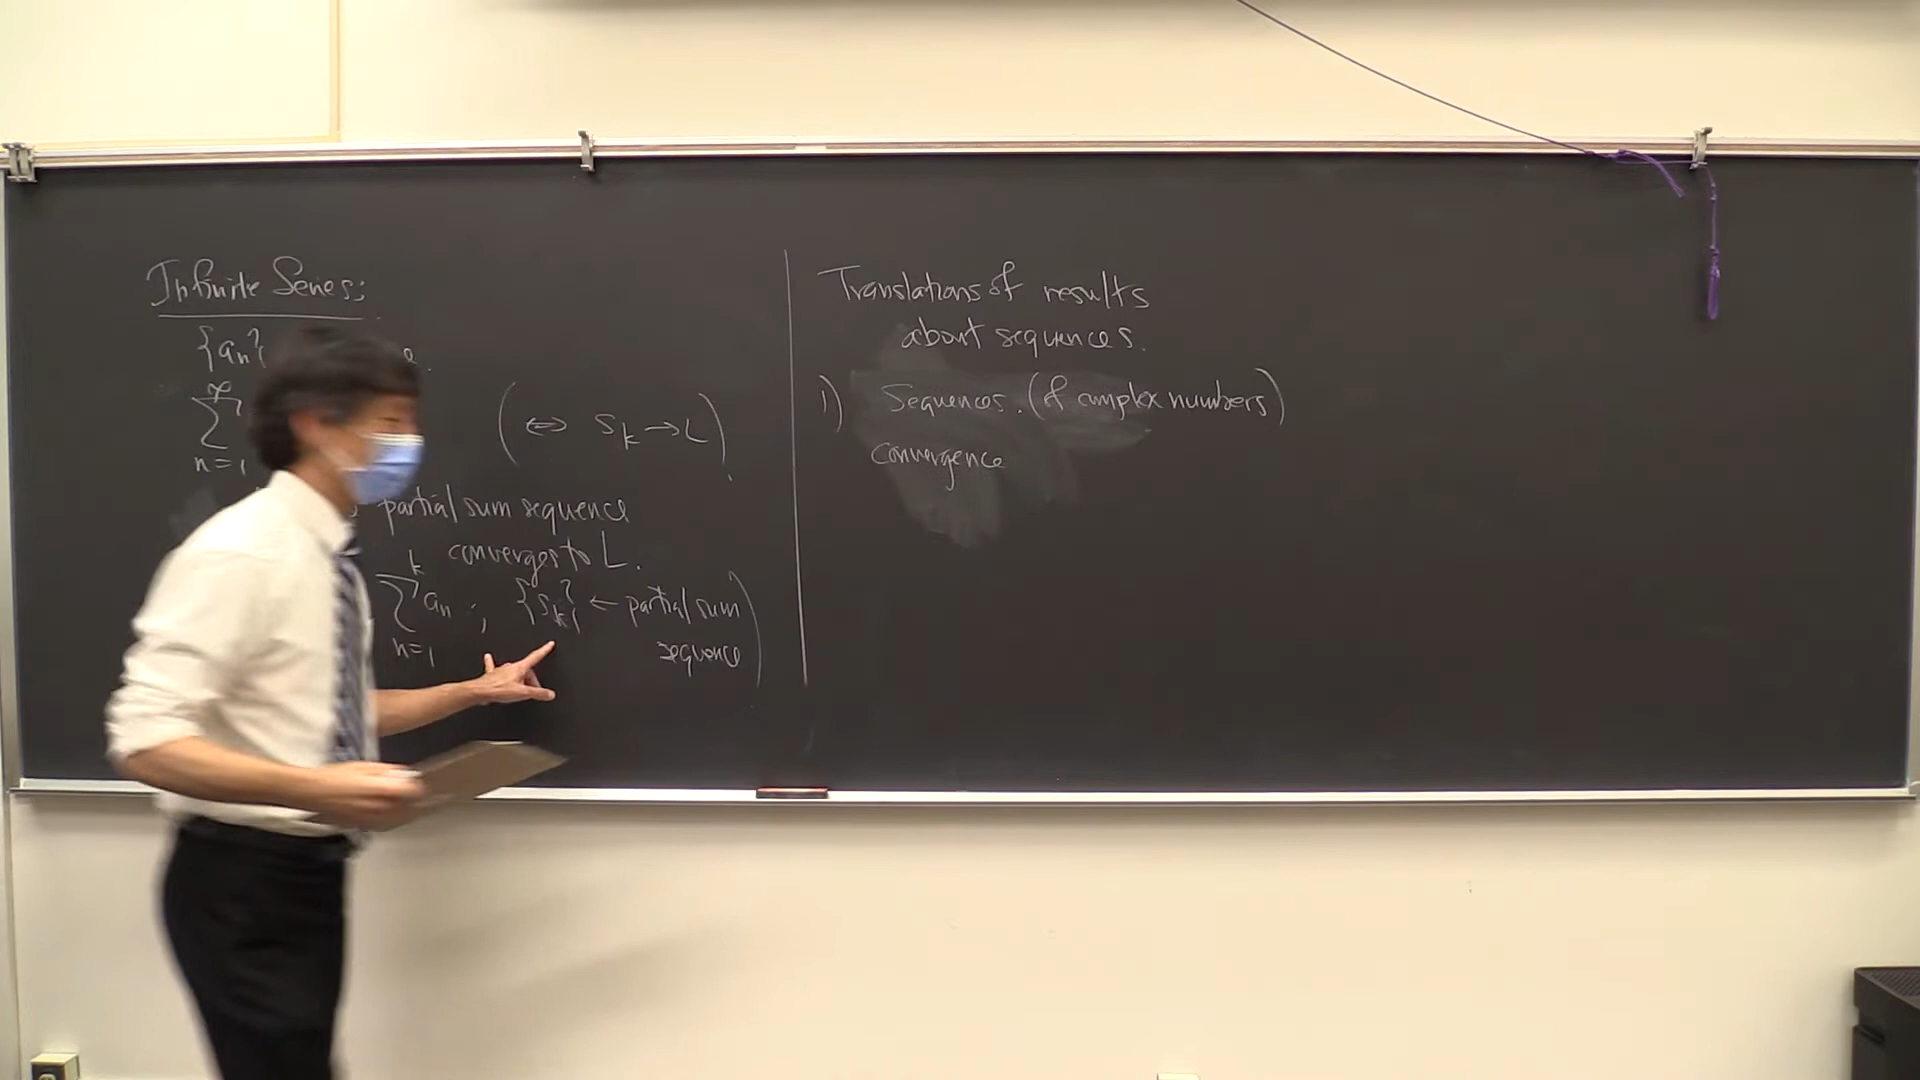 Infinite Series:
{an}
∞
∑
n=1
(⟺ Sk→L).
partial sum sequence
converges to L.
k
∑ an ; {Sk} ← partial sum
n=1 sequence)
Translations of results
about sequences.
1) Sequences. (of complex numbers)
convergence